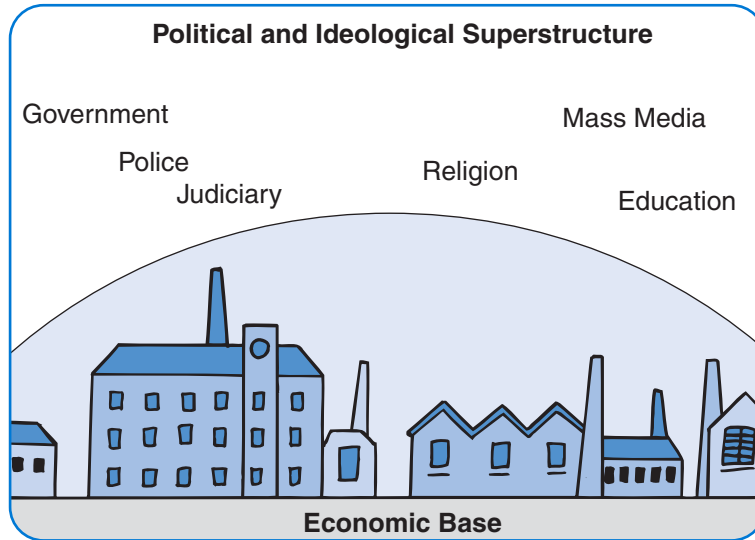 Political and Ideological Superstructure
Government
Mass Media
Police
Religion
Judiciary
Education
Economic Base